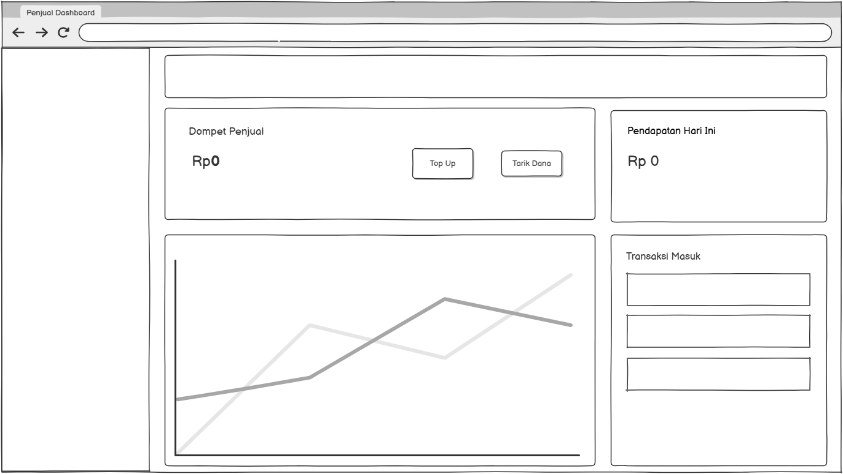 Penjual Dashboard
Dompet Penjual
Rp0
Top Up
Tarik Dana
Pendapatan Hari Ini
Rp 0
Transaksi Masuk